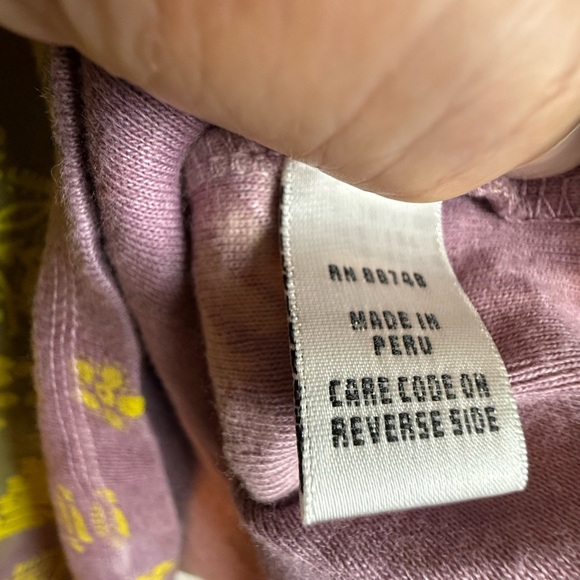 RN 88748
MADE IN
PERU
CARE CODE ON
REVERSE SIDE